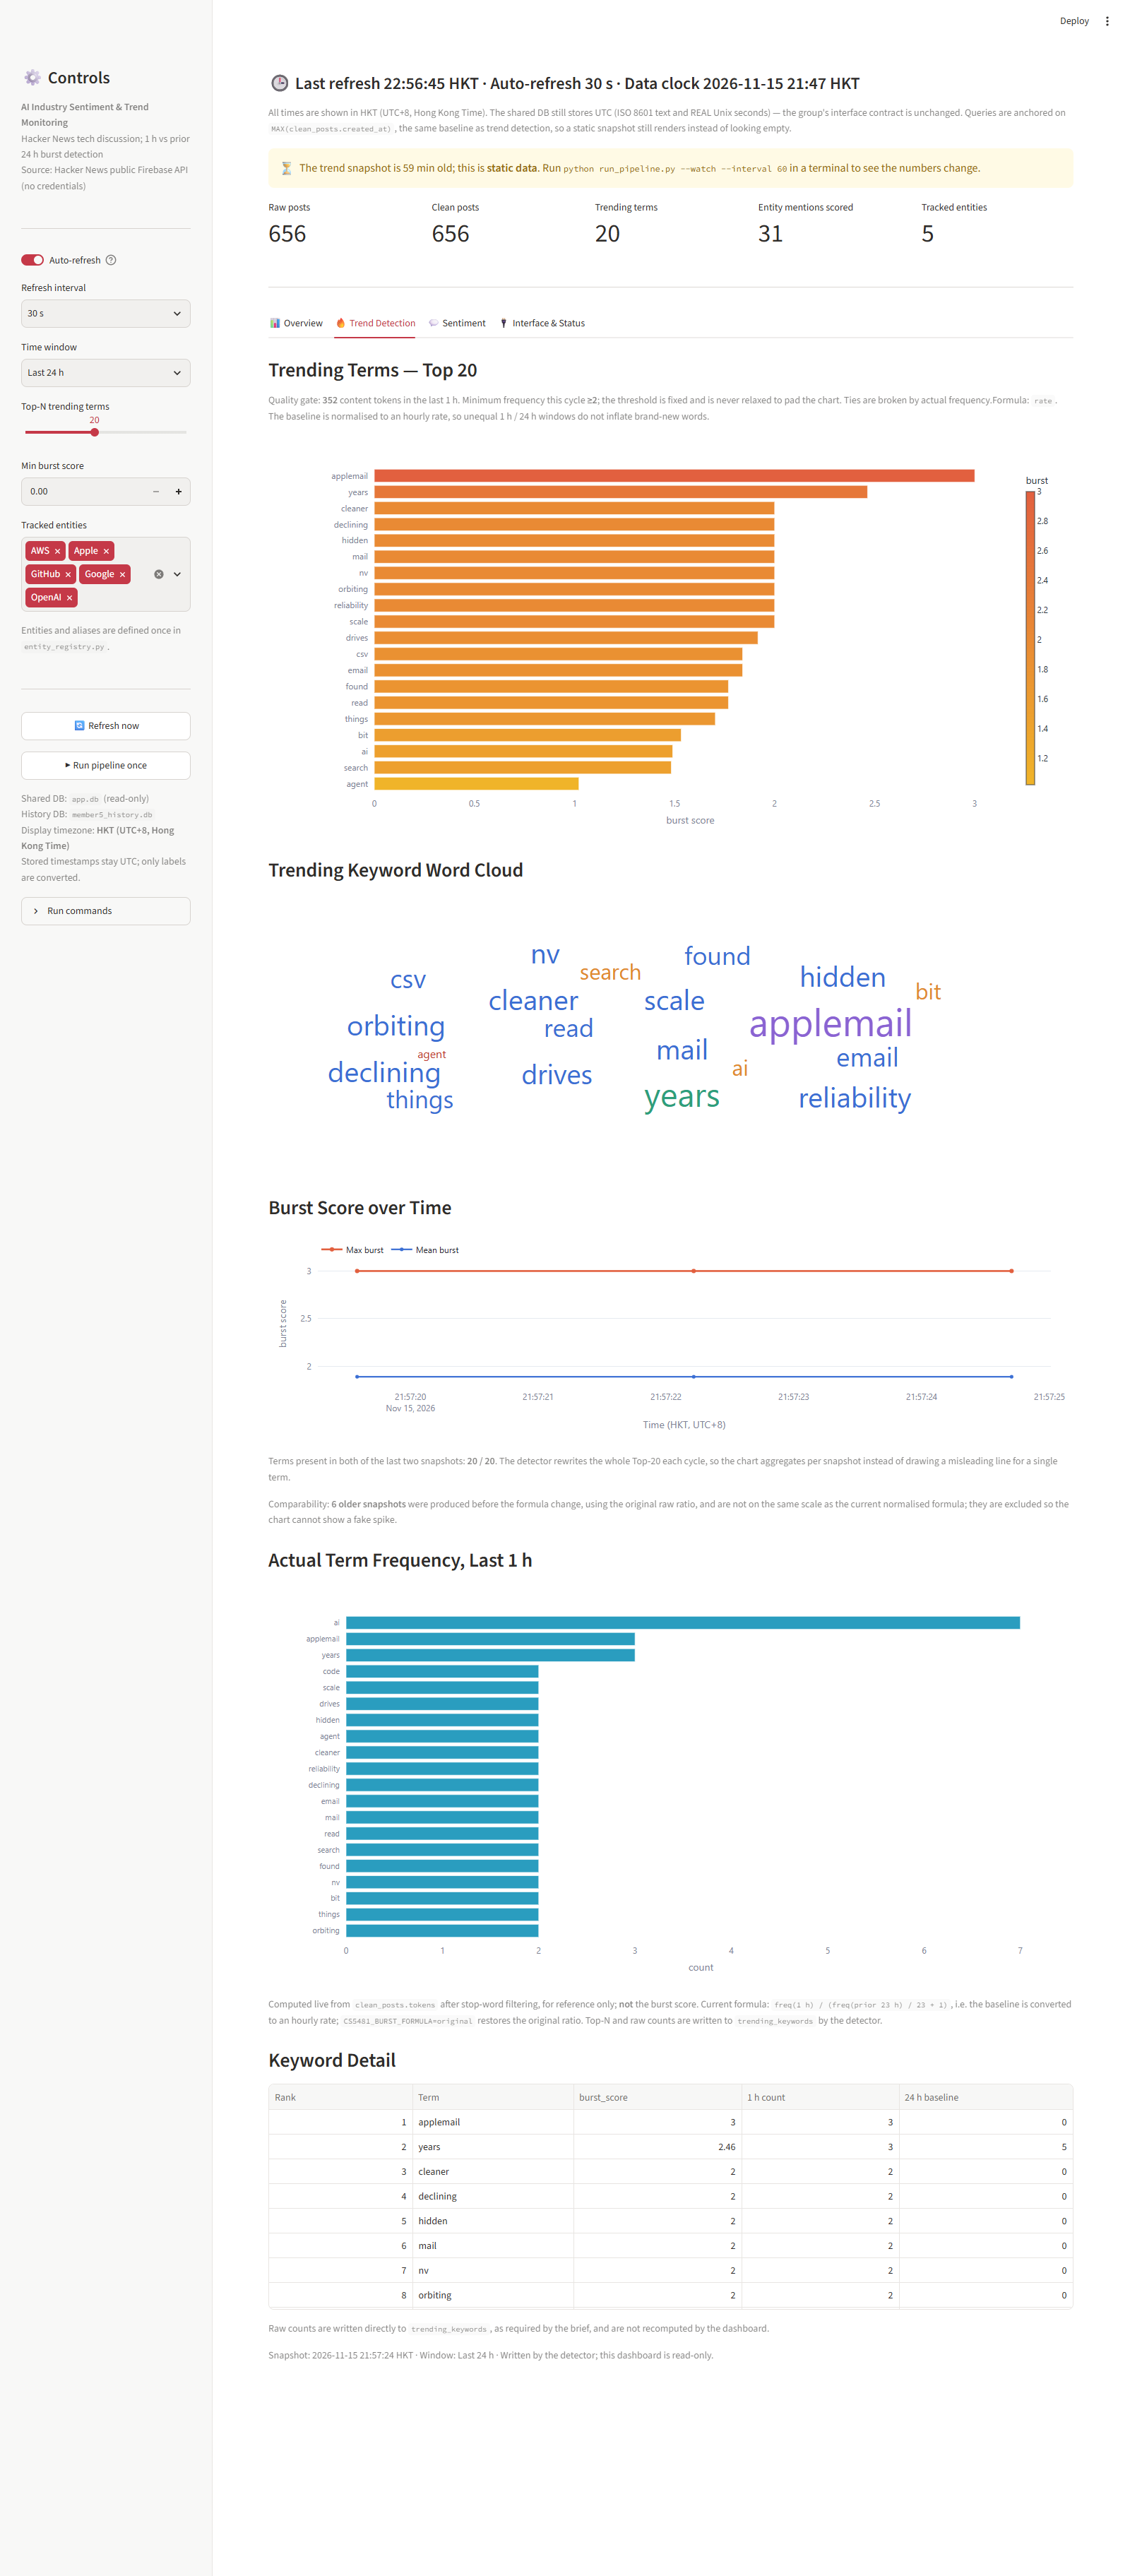 Deploy
Controls
AI Industry Sentiment & Trend
Monitoring
Hacker News tech discussion; 1 h vs prior
24 h burst detection
Source: Hacker News public Firebase API
(no credentials)
Auto-refresh
Refresh interval
30 s
Time window
Last 24 h
Top-N trending terms
20
Min burst score
0.00
Tracked entities
AWS × Apple ×
GitHub × Google ×
OpenAI ×
Entities and aliases are defined once in
entity_registry.py .
Refresh now
Run pipeline once
Shared DB: app.db (read-only)
History DB: member5_history.db
Display timezone: HKT (UTC+8, Hong
Kong Time)
Stored timestamps stay UTC; only labels
are converted.
Run commands
Last refresh 22:56:45 HKT · Auto-refresh 30 s · Data clock 2026-11-15 21:47 HKT
All times are shown in HKT (UTC+8, Hong Kong Time). The shared DB still stores UTC (ISO 8601 text and REAL Unix seconds) — the group's interface contract is unchanged. Queries are anchored on
MAX(clean_posts.created_at) , the same baseline as trend detection, so a static snapshot still renders instead of looking empty.
The trend snapshot is 59 min old; this is static data. Run python run_pipeline.py --watch --interval 60 in a terminal to see the numbers change.
Raw posts
656
Clean posts
656
Trending terms
20
Entity mentions scored
31
Tracked entities
5
Overview
Trend Detection
Sentiment
Interface & Status
Trending Terms — Top 20
Quality gate: 352 content tokens in the last 1 h. Minimum frequency this cycle ≥2; the threshold is fixed and is never relaxed to pad the chart. Ties are broken by actual frequency.Formula: rate .
The baseline is normalised to an hourly rate, so unequal 1 h / 24 h windows do not inflate brand-new words.
applemail
years
cleaner
declining
hidden
mail
nv
orbiting
reliability
scale
drives
csv
email
found
read
things
bit
ai
search
agent
0 0.5 1 1.5 2 2.5 3
burst score
burst
3
2.8
2.6
2.4
2.2
2
1.8
1.6
1.4
1.2
Trending Keyword Word Cloud
nv
found
search
hidden
csv
bit
cleaner
scale
applemail
orbiting
read
mail
email
agent
ai
declining
drives
years
reliability
things
Burst Score over Time
Max burst Mean burst
3
2.5
2
burst score
21:57:20 21:57:21 21:57:22 21:57:23 21:57:24 21:57:25
Nov 15, 2026
Time (HKT, UTC+8)
Terms present in both of the last two snapshots: 20 / 20. The detector rewrites the whole Top-20 each cycle, so the chart aggregates per snapshot instead of drawing a misleading line for a single
term.
Comparability: 6 older snapshots were produced before the formula change, using the original raw ratio, and are not on the same scale as the current normalised formula; they are excluded so the
chart cannot show a fake spike.
Actual Term Frequency, Last 1 h
ai
applemail
years
code
scale
drives
hidden
agent
cleaner
reliability
declining
email
mail
read
search
found
nv
bit
things
orbiting
0 1 2 3 4 5 6 7
count
Computed live from clean_posts.tokens after stop-word filtering, for reference only; not the burst score. Current formula: freq(1 h) / (freq(prior 23 h) / 23 + 1) , i.e. the baseline is converted
to an hourly rate; CS5481_BURST_FORMULA=original restores the original ratio. Top-N and raw counts are written to trending_keywords by the detector.
Keyword Detail
Rank Term burst_score 1 h count 24 h baseline
1 applemail 3 3 0
2 years 2.46 3 5
3 cleaner 2 2 0
4 declining 2 2 0
5 hidden 2 2 0
6 mail 2 2 0
7 nv 2 2 0
8 orbiting 2 2 0
Raw counts are written directly to trending_keywords , as required by the brief, and are not recomputed by the dashboard.
Snapshot: 2026-11-15 21:57:24 HKT · Window: Last 24 h · Written by the detector; this dashboard is read-only.